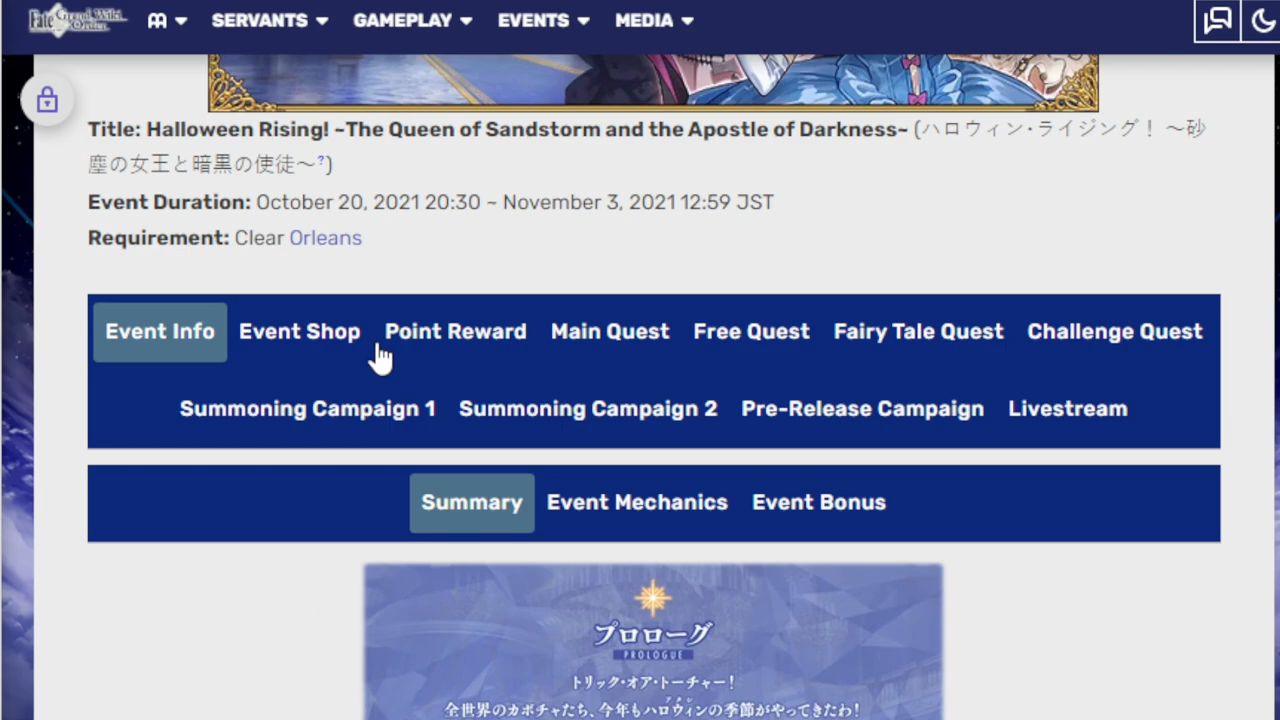 Fate Grand Wiki Order
SERVANTS GAMEPLAY EVENTS MEDIA
Title: Halloween Rising! ~The Queen of Sandstorm and the Apostle of Darkness~ (ハロウィン・ライジング！ ～砂
塵の女王と暗黒の使徒～?)
Event Duration: October 20, 2021 20:30 ~ November 3, 2021 12:59 JST
Requirement: Clear Orleans
Event Info Event Shop Point Reward Main Quest Free Quest Fairy Tale Quest Challenge Quest
Summoning Campaign 1 Summoning Campaign 2 Pre-Release Campaign Livestream
Summary Event Mechanics Event Bonus
プロローグ
PROLOGUE
トリック・オア・トーチャー！
全世界のカボチャたち、今年もハロウィンの季節がやってきたわ！